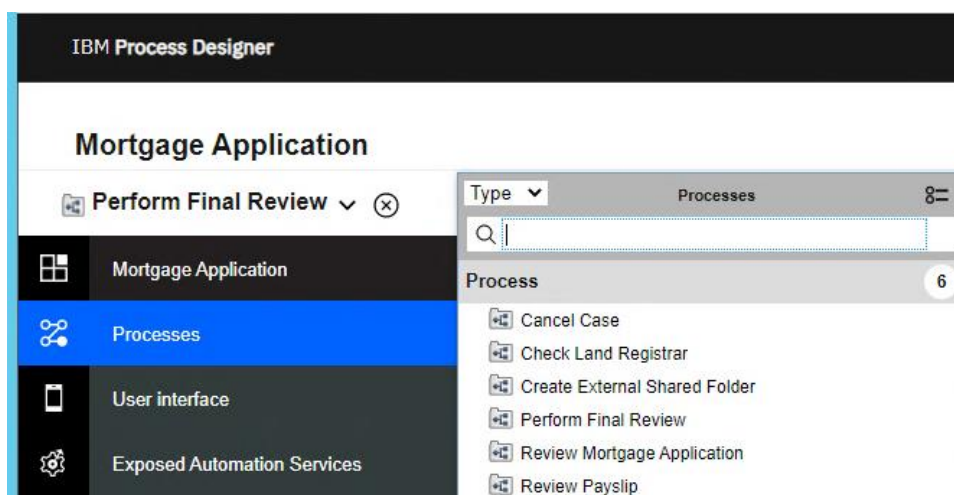 IBM Process Designer
Mortgage Application
Perform Final Review
Type
Processes
Mortgage Application
Processes
User interface
Exposed Automation Services
Process 6
Cancel Case
Check Land Registrar
Create External Shared Folder
Perform Final Review
Review Mortgage Application
Review Payslip